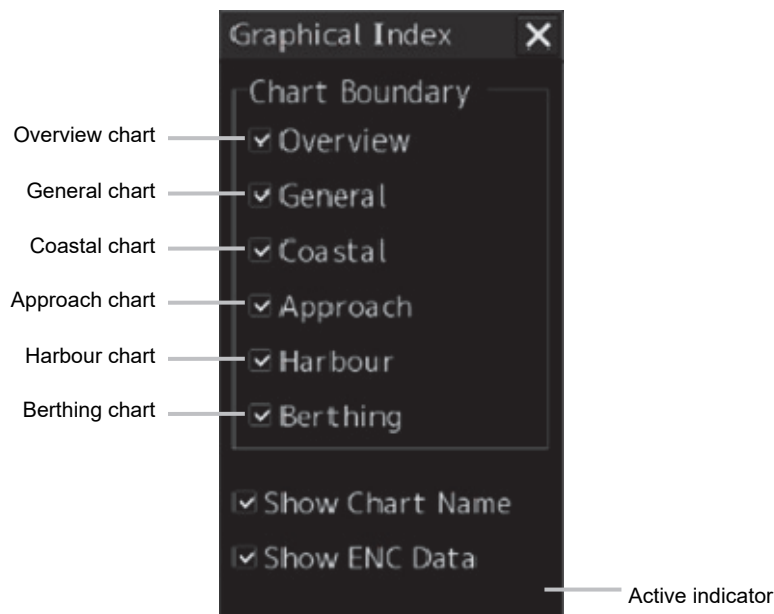 Graphical Index
Chart Boundary
Overview chart
Overview
General chart
General
Coastal chart
Coastal
Approach chart
Approach
Harbour chart
Harbour
Berthing chart
Berthing
Show Chart Name
Show ENC Data
Active indicator